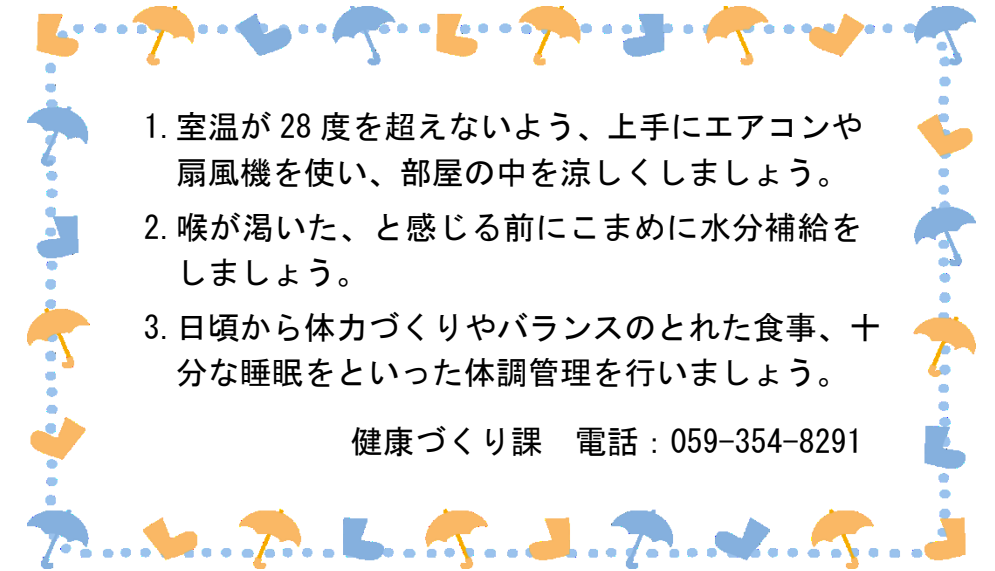 1.室温が 28 度を超えないよう、上手にエアコンや
扇風機を使い、部屋の中を涼しくしましょう。
2.喉が渇いた、と感じる前にこまめに水分補給を
しましょう。
3.日頃から体力づくりやバランスのとれた食事、十
分な睡眠をといった体調管理を行いましょう。
健康づくり課　電話：059-354-8291